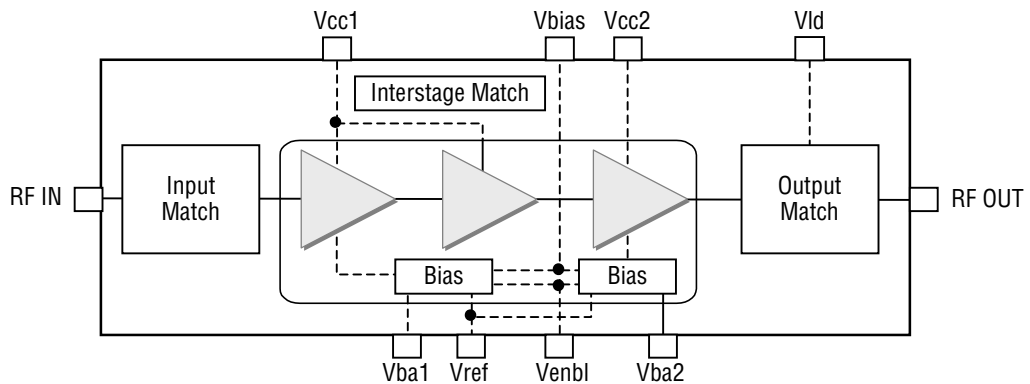 Vcc1
Vbias
Vcc2
Vld
Interstage Match
RF IN
Input
Match
Output
Match
RF OUT
Bias
Bias
Vba1
Vref
Venbl
Vba2